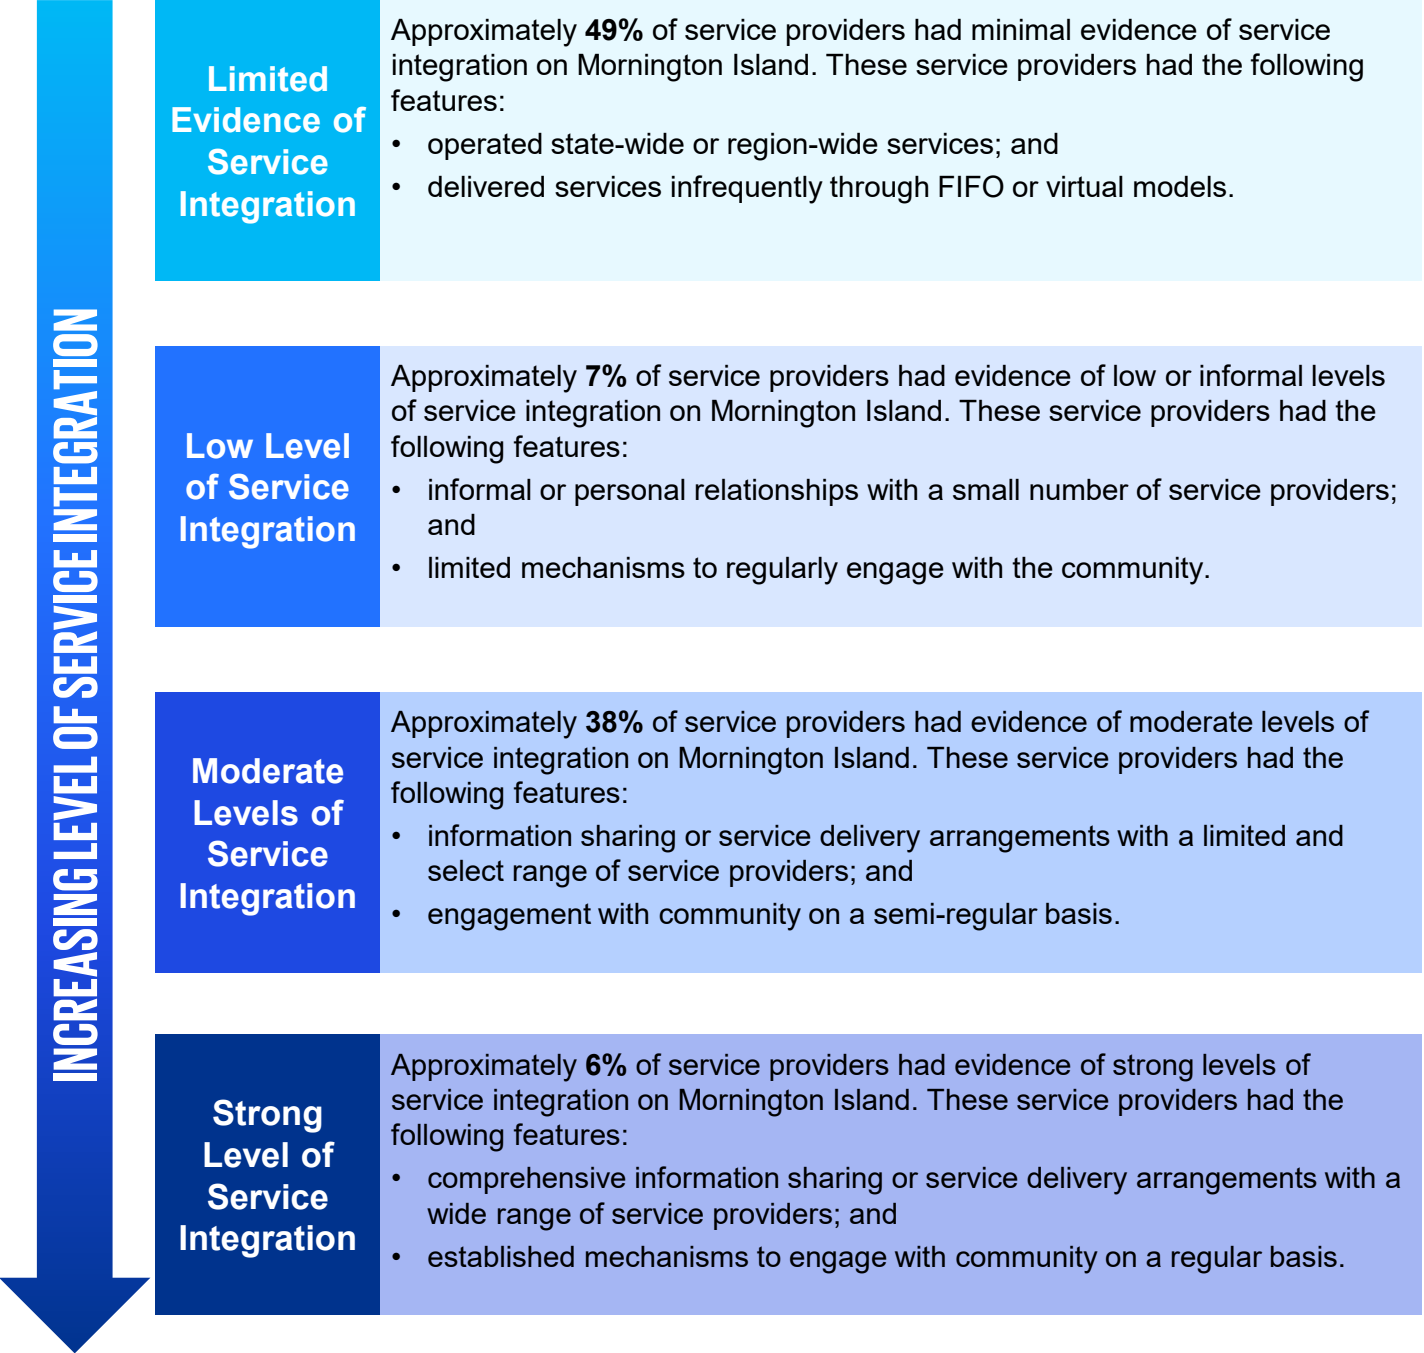 INCREASING LEVEL OF SERVICE INTEGRATION
Limited
Evidence of
Service
Integration
Approximately 49% of service providers had minimal evidence of service
integration on Mornington Island. These service providers had the following
features:
• operated state-wide or region-wide services; and
• delivered services infrequently through FIFO or virtual models.
Low Level
of Service
Integration
Approximately 7% of service providers had evidence of low or informal levels
of service integration on Mornington Island. These service providers had the
following features:
• informal or personal relationships with a small number of service providers;
and
• limited mechanisms to regularly engage with the community.
Moderate
Levels of
Service
Integration
Approximately 38% of service providers had evidence of moderate levels of
service integration on Mornington Island. These service providers had the
following features:
• information sharing or service delivery arrangements with a limited and
select range of service providers; and
• engagement with community on a semi-regular basis.
Strong
Level of
Service
Integration
Approximately 6% of service providers had evidence of strong levels of
service integration on Mornington Island. These service providers had the
following features:
• comprehensive information sharing or service delivery arrangements with a
wide range of service providers; and
• established mechanisms to engage with community on a regular basis.